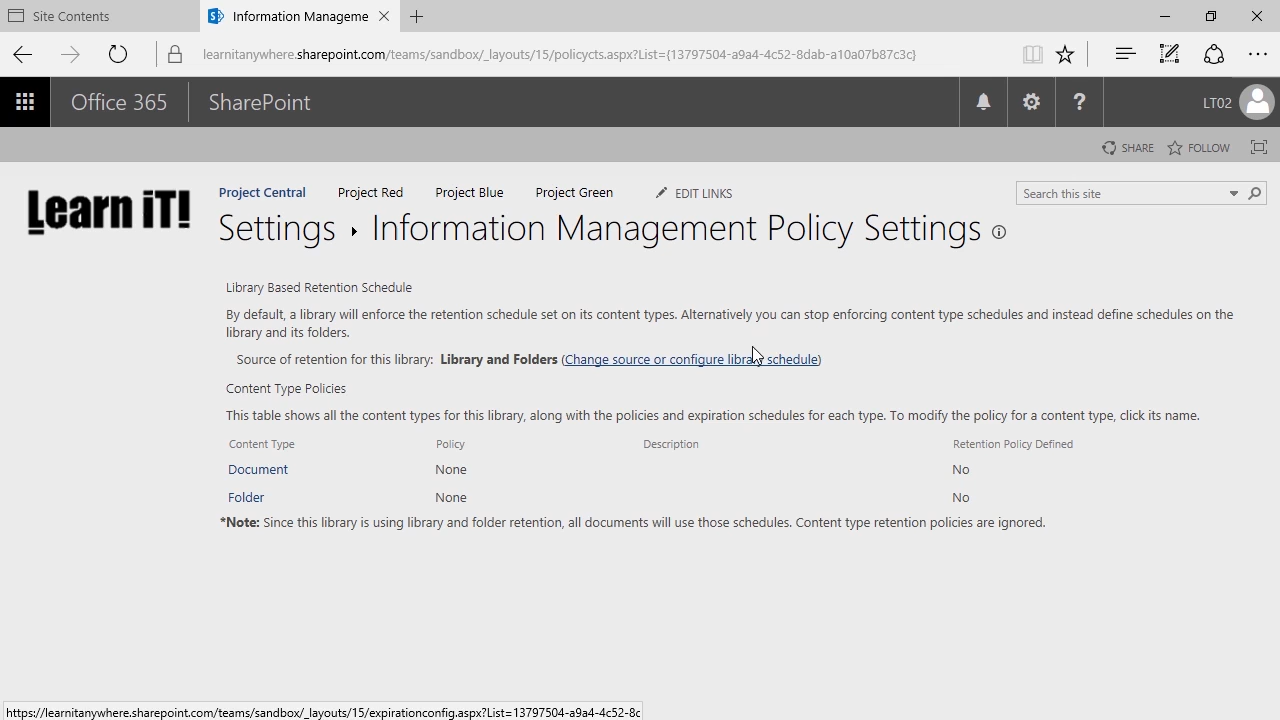 Site Contents
Information Manageme
learnitanywhere.sharepoint.com/teams/sandbox/_layouts/15/policycts.aspx?List={13797504-a9a4-4c52-8dab-a10a07b87c3c}
Office 365
SharePoint
?
LT02
SHARE
FOLLOW
Learn iT!
Project Central
Project Red
Project Blue
Project Green
EDIT LINKS
Search this site
Settings ▸ Information Management Policy Settings
Library Based Retention Schedule
By default, a library will enforce the retention schedule set on its content types. Alternatively you can stop enforcing content type schedules and instead define schedules on the
library and its folders.
Source of retention for this library: Library and Folders (Change source or configure library schedule)
Content Type Policies
This table shows all the content types for this library, along with the policies and expiration schedules for each type. To modify the policy for a content type, click its name.
Content Type Policy Description Retention Policy Defined
Document None No
Folder None No
*Note: Since this library is using library and folder retention, all documents will use those schedules. Content type retention policies are ignored.
https://learnitanywhere.sharepoint.com/teams/sandbox/_layouts/15/expirationconfig.aspx?List=13797504-a9a4-4c52-8c